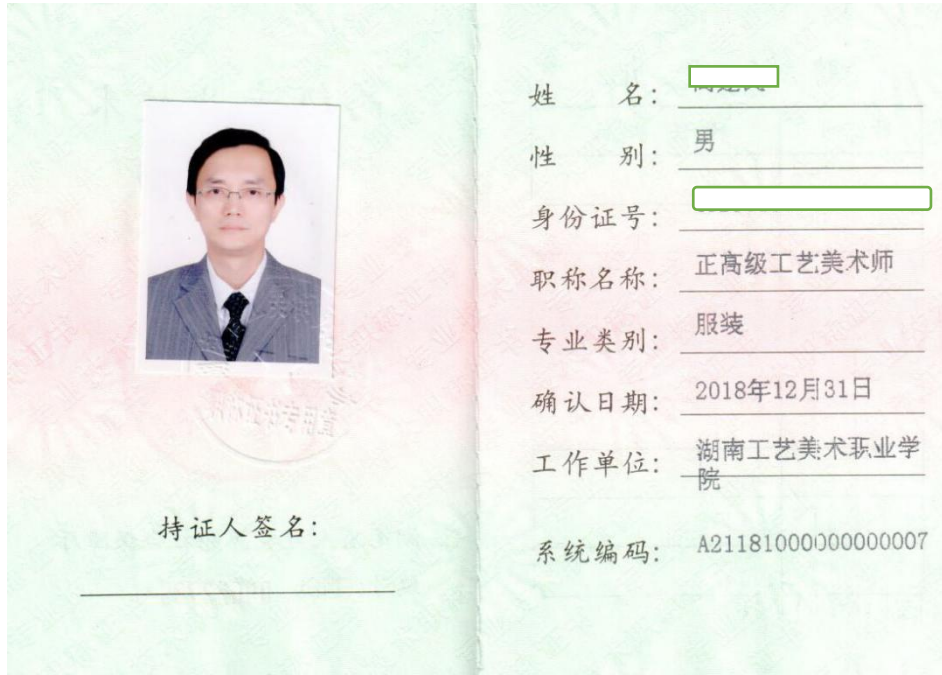 姓 名:
性 别: 男
身份证号:
职称名称: 正高级工艺美术师
专业类别: 服装
确认日期: 2018年12月31日
工作单位: 湖南工艺美术职业学
院
持证人签名:
系统编码: A21181000000000007